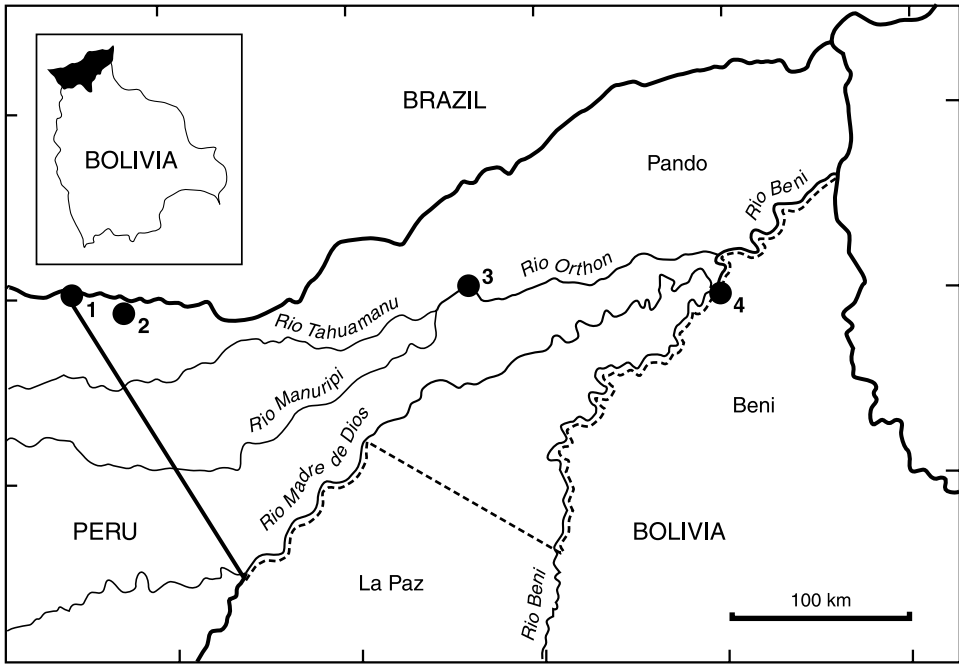 BRAZIL
BOLIVIA
Pando
Rio Beni
Rio Orthon
3
1
2
4
Rio Tahuamanu
Rio Manuripi
Beni
Rio Madre de Dios
PERU
BOLIVIA
La Paz
Rio Beni
100 km